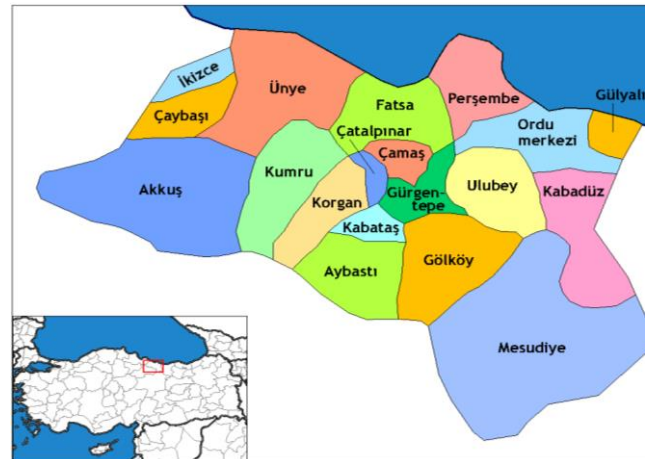 İkizce
Ünye
Fatsa
Perşembe
Gülyalı
Çaybaşı
Çatalpınar
Ordu
merkezi
Çamaş
Akkuş
Kumru
Korgan
Gürgen-
tepe
Ulubey
Kabadüz
Kabataş
Aybastı
Gölköy
Mesudiye